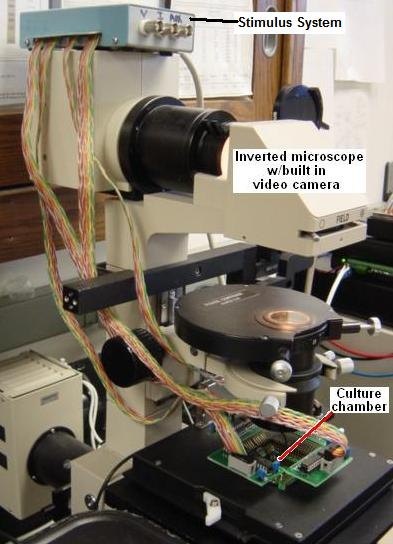 Stimulus System
Inverted microscope
w/built in
video camera
FIELD
Culture
chamber